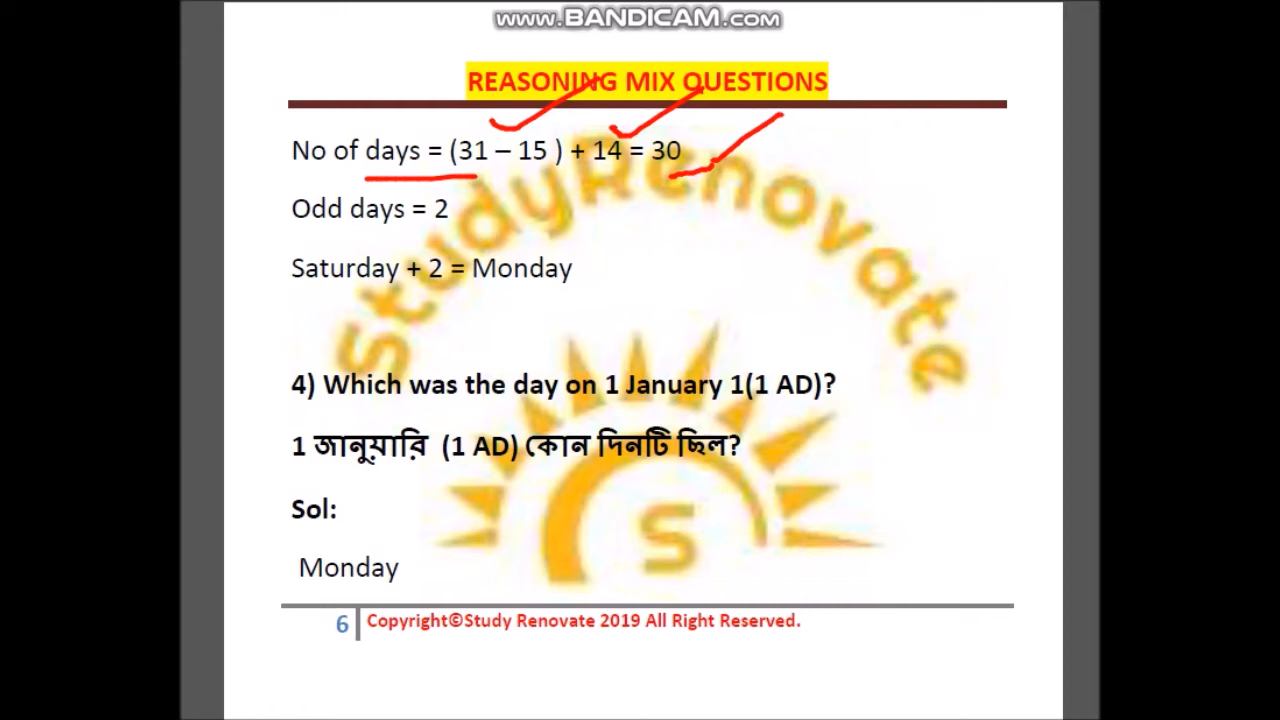 www.BANDICAM.com
REASONING MIX QUESTIONS
No of days = (31 – 15 ) + 14 = 30
Odd days = 2
Saturday + 2 = Monday
StudyRenovate
4) Which was the day on 1 January 1(1 AD)?
1 জানুয়ারি (1 AD) কোন দিনটি ছিল?
Sol:
S
Monday
6 Copyright©Study Renovate 2019 All Right Reserved.